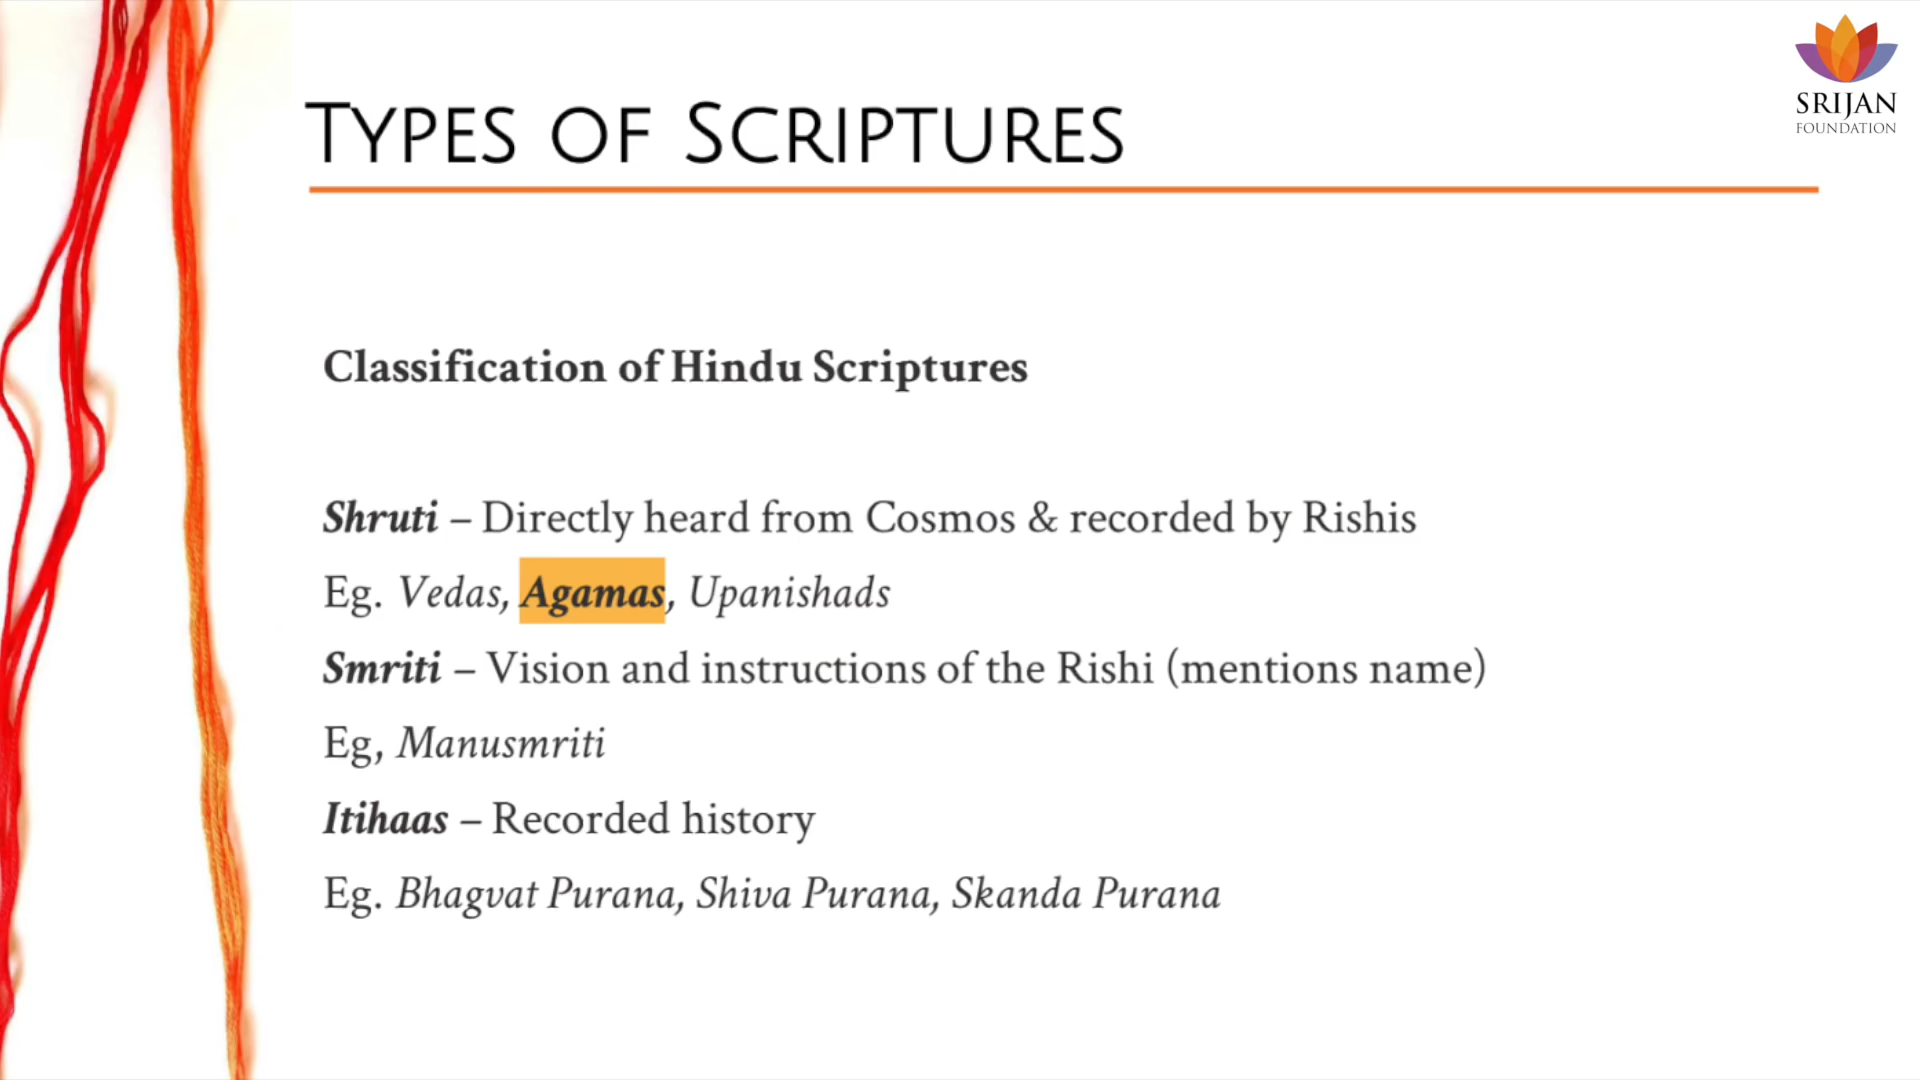 SRIJAN
FOUNDATION
Types of Scriptures
Classification of Hindu Scriptures
Shruti – Directly heard from Cosmos & recorded by Rishis
Eg. Vedas, Agamas, Upanishads
Smriti – Vision and instructions of the Rishi (mentions name)
Eg, Manusmriti
Itihaas – Recorded history
Eg. Bhagvat Purana, Shiva Purana, Skanda Purana